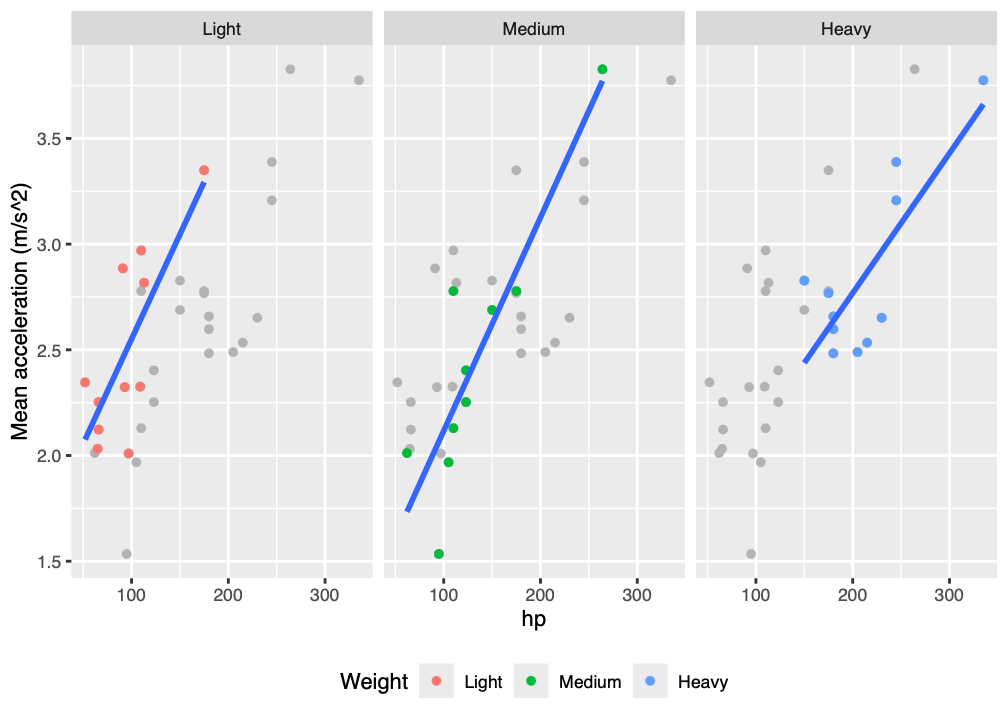 Light Medium Heavy
3.5
3.0
2.5
2.0
1.5
Mean acceleration (m/s^2)
100 200 300 100 200 300 100 200 300
hp
Weight Light Medium Heavy